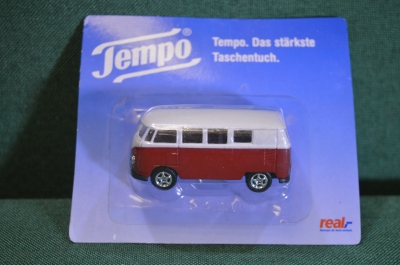 Tempo
Tempo. Das stärkste
Taschentuch.
real,-